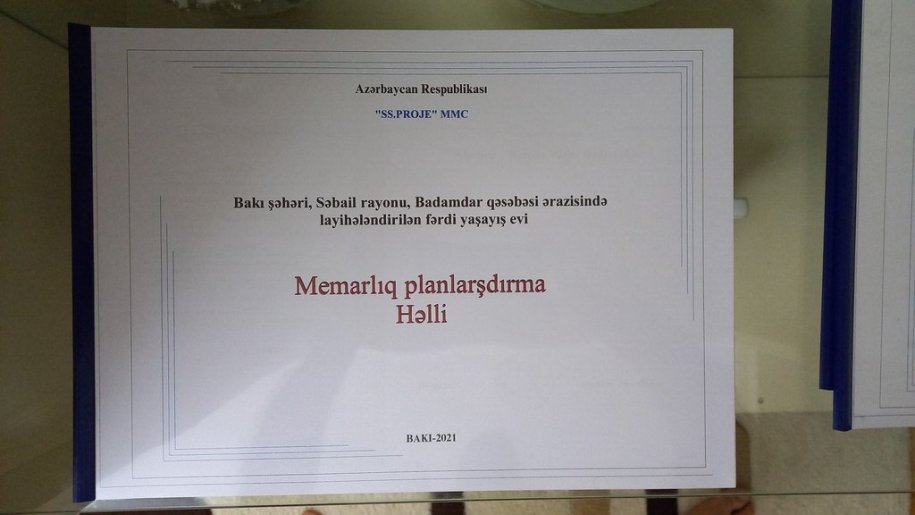 Azərbaycan Respublikası
"SS.PROJE" MMC
Bakı şəhəri, Səbail rayonu, Badamdar qəsəbəsi ərazisində
layihələndirilən fərdi yaşayış evi
Memarlıq planlarşdırma
Həlli
BAKI-2021